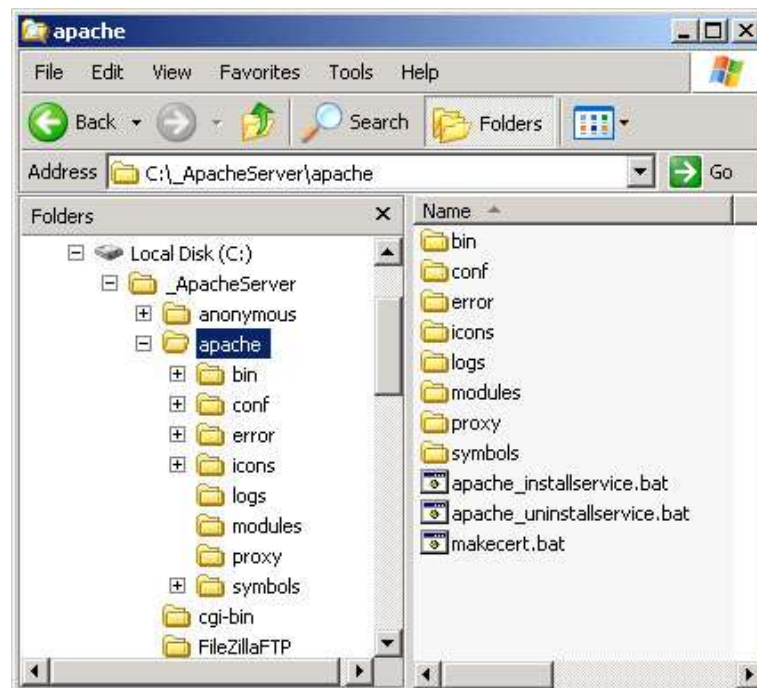 apache
File Edit View Favorites Tools Help
Back Search Folders
Address C:\_ApacheServer\apache Go
Folders
Local Disk (C:)
_ApacheServer
anonymous
apache
bin
conf
error
icons
logs
modules
proxy
symbols
cgi-bin
FileZillaFTP
Name
bin
conf
error
icons
logs
modules
proxy
symbols
apache_installservice.bat
apache_uninstallservice.bat
makecert.bat